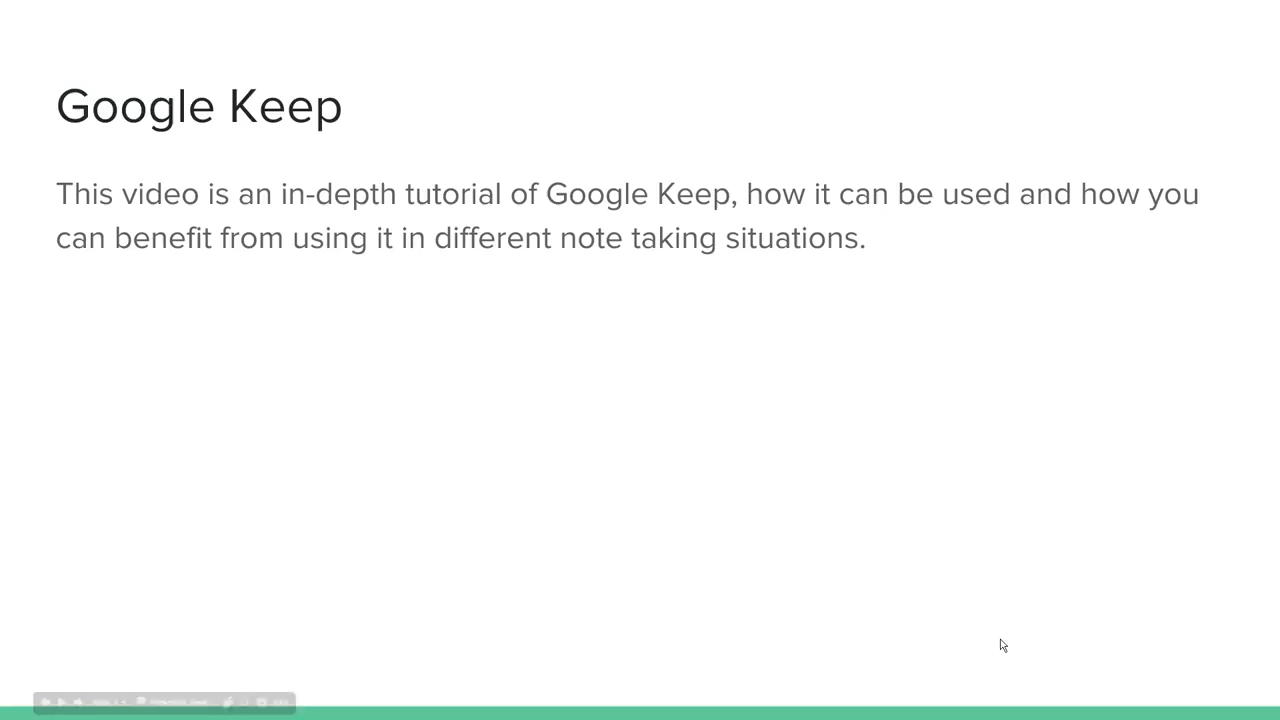 Google Keep
This video is an in-depth tutorial of Google Keep, how it can be used and how you
can benefit from using it in different note taking situations.